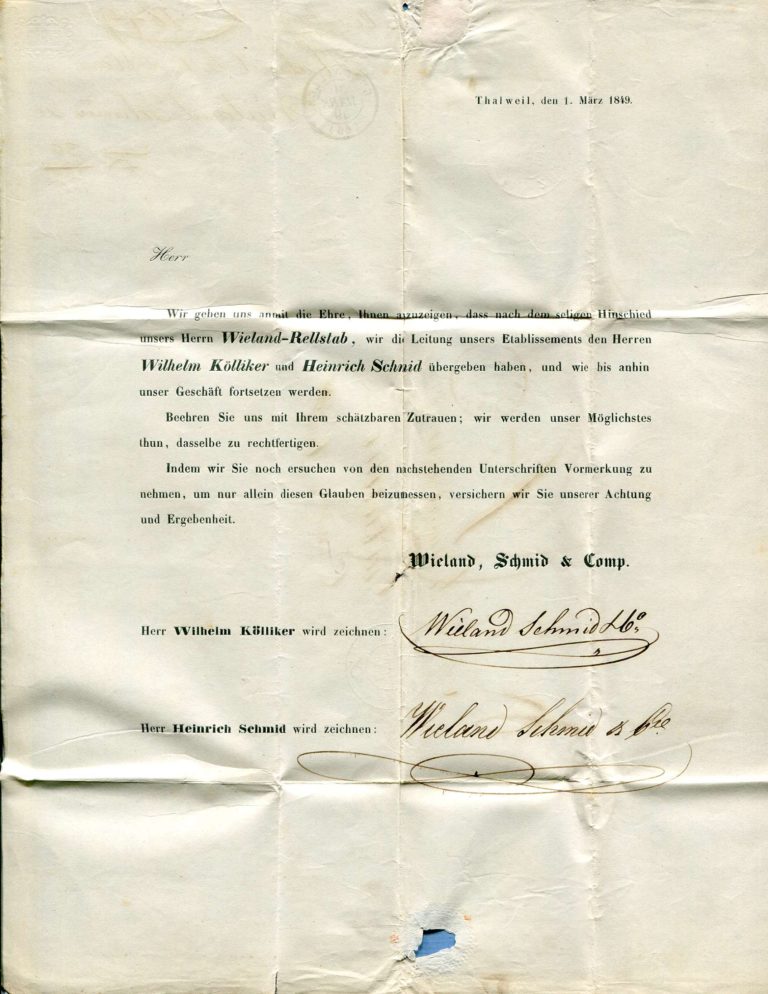 Thalweil, den 1. März 1849.
Herr
Wir geben uns anmit die Ehre, Ihnen anzuzeigen, dass nach dem seligen Hinschied
unsers Herrn Wieland-Rellstab, wir die Leitung unsers Etablissements den Herren
Wilhelm Kölliker und Heinrich Schmid übergeben haben, und wie bis anhin
unser Geschäft fortsetzen werden.
Beehren Sie uns mit Ihrem schätzbaren Zutrauen; wir werden unser Möglichstes
thun, dasselbe zu rechtfertigen.
Indem wir Sie noch ersuchen von den nachstehenden Unterschriften Vormerkung zu
nehmen, um nur allein diesen Glauben beizumessen, versichern wir Sie unserer Achtung
und Ergebenheit.
Wieland, Schmid & Comp.
Herr Wilhelm Kölliker wird zeichnen: Wieland Schmid & Co
Herr Heinrich Schmid wird zeichnen: Wieland Schmid & Cie